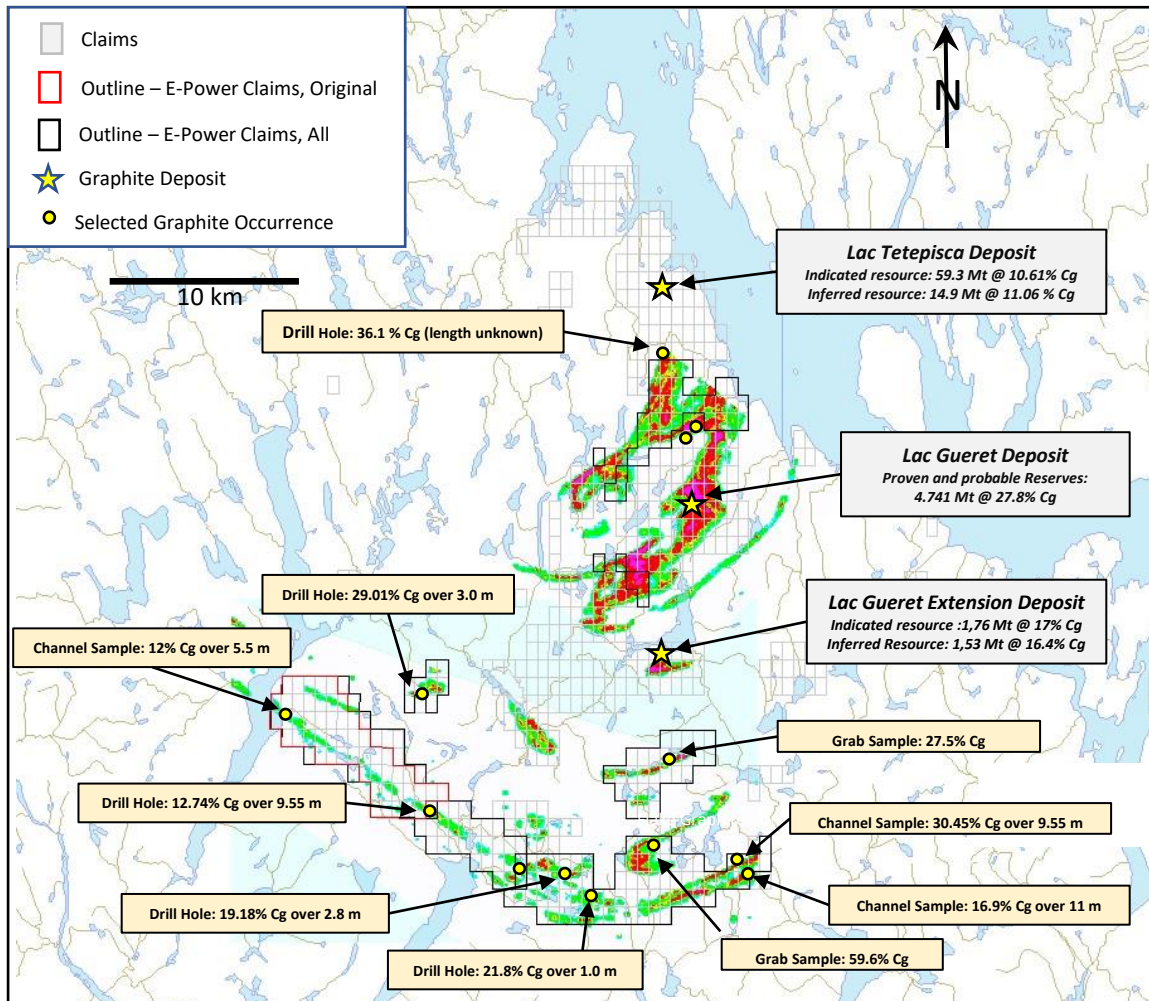 Claims
Outline – E-Power Claims, Original
Outline – E-Power Claims, All
Graphite Deposit
Selected Graphite Occurrence
N
10 km
Lac Tetepisca Deposit
Indicated resource: 59.3 Mt @ 10.61% Cg
Inferred resource: 14.9 Mt @ 11.06 % Cg
Drill Hole: 36.1 % Cg (length unknown)
Lac Gueret Deposit
Proven and probable Reserves:
4.741 Mt @ 27.8% Cg
Drill Hole: 29.01% Cg over 3.0 m
Lac Gueret Extension Deposit
Indicated resource :1,76 Mt @ 17% Cg
Inferred Resource: 1,53 Mt @ 16.4% Cg
Channel Sample: 12% Cg over 5.5 m
Grab Sample: 27.5% Cg
Drill Hole: 12.74% Cg over 9.55 m
Channel Sample: 30.45% Cg over 9.55 m
Drill Hole: 19.18% Cg over 2.8 m
Channel Sample: 16.9% Cg over 11 m
Drill Hole: 21.8% Cg over 1.0 m
Grab Sample: 59.6% Cg